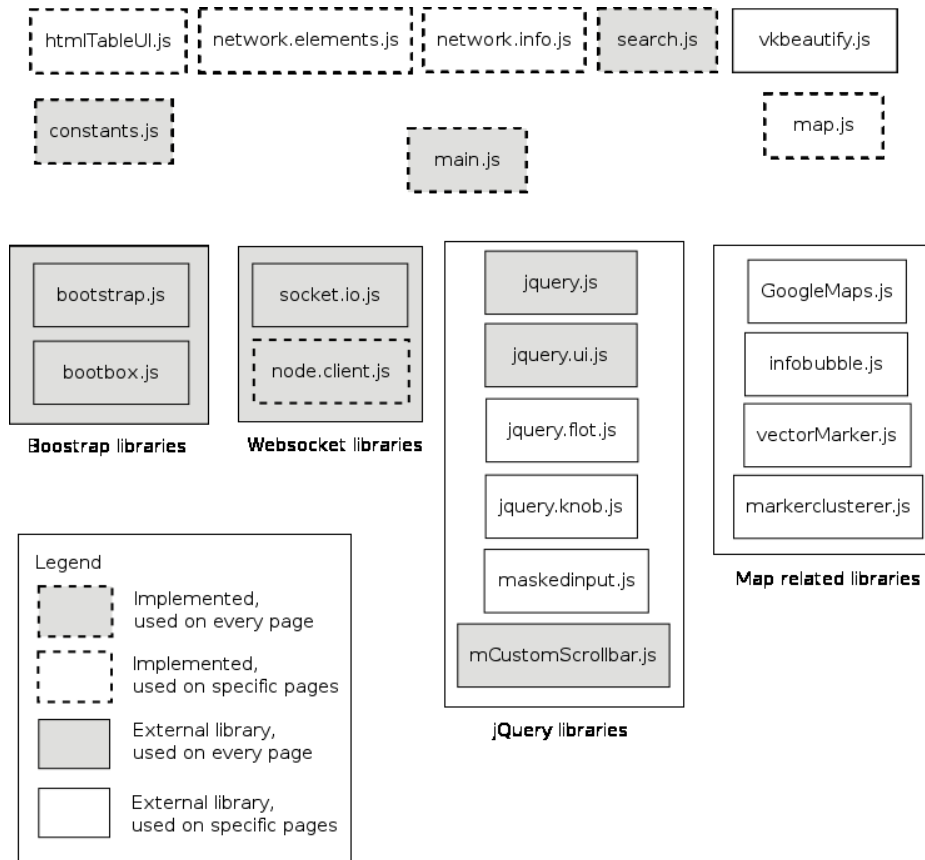 htmlTableUI.js
network.elements.js
network.info.js
search.js
vkbeautify.js
constants.js
main.js
map.js
bootstrap.js
bootbox.js
Boostrap libraries
socket.io.js
node.client.js
Websocket libraries
jquery.js
jquery.ui.js
jquery.flot.js
jquery.knob.js
maskedinput.js
mCustomScrollbar.js
jQuery libraries
GoogleMaps.js
infobubble.js
vectorMarker.js
markerclusterer.js
Map related libraries
Legend
Implemented,
used on every page
Implemented,
used on specific pages
External library,
used on every page
External library,
used on specific pages